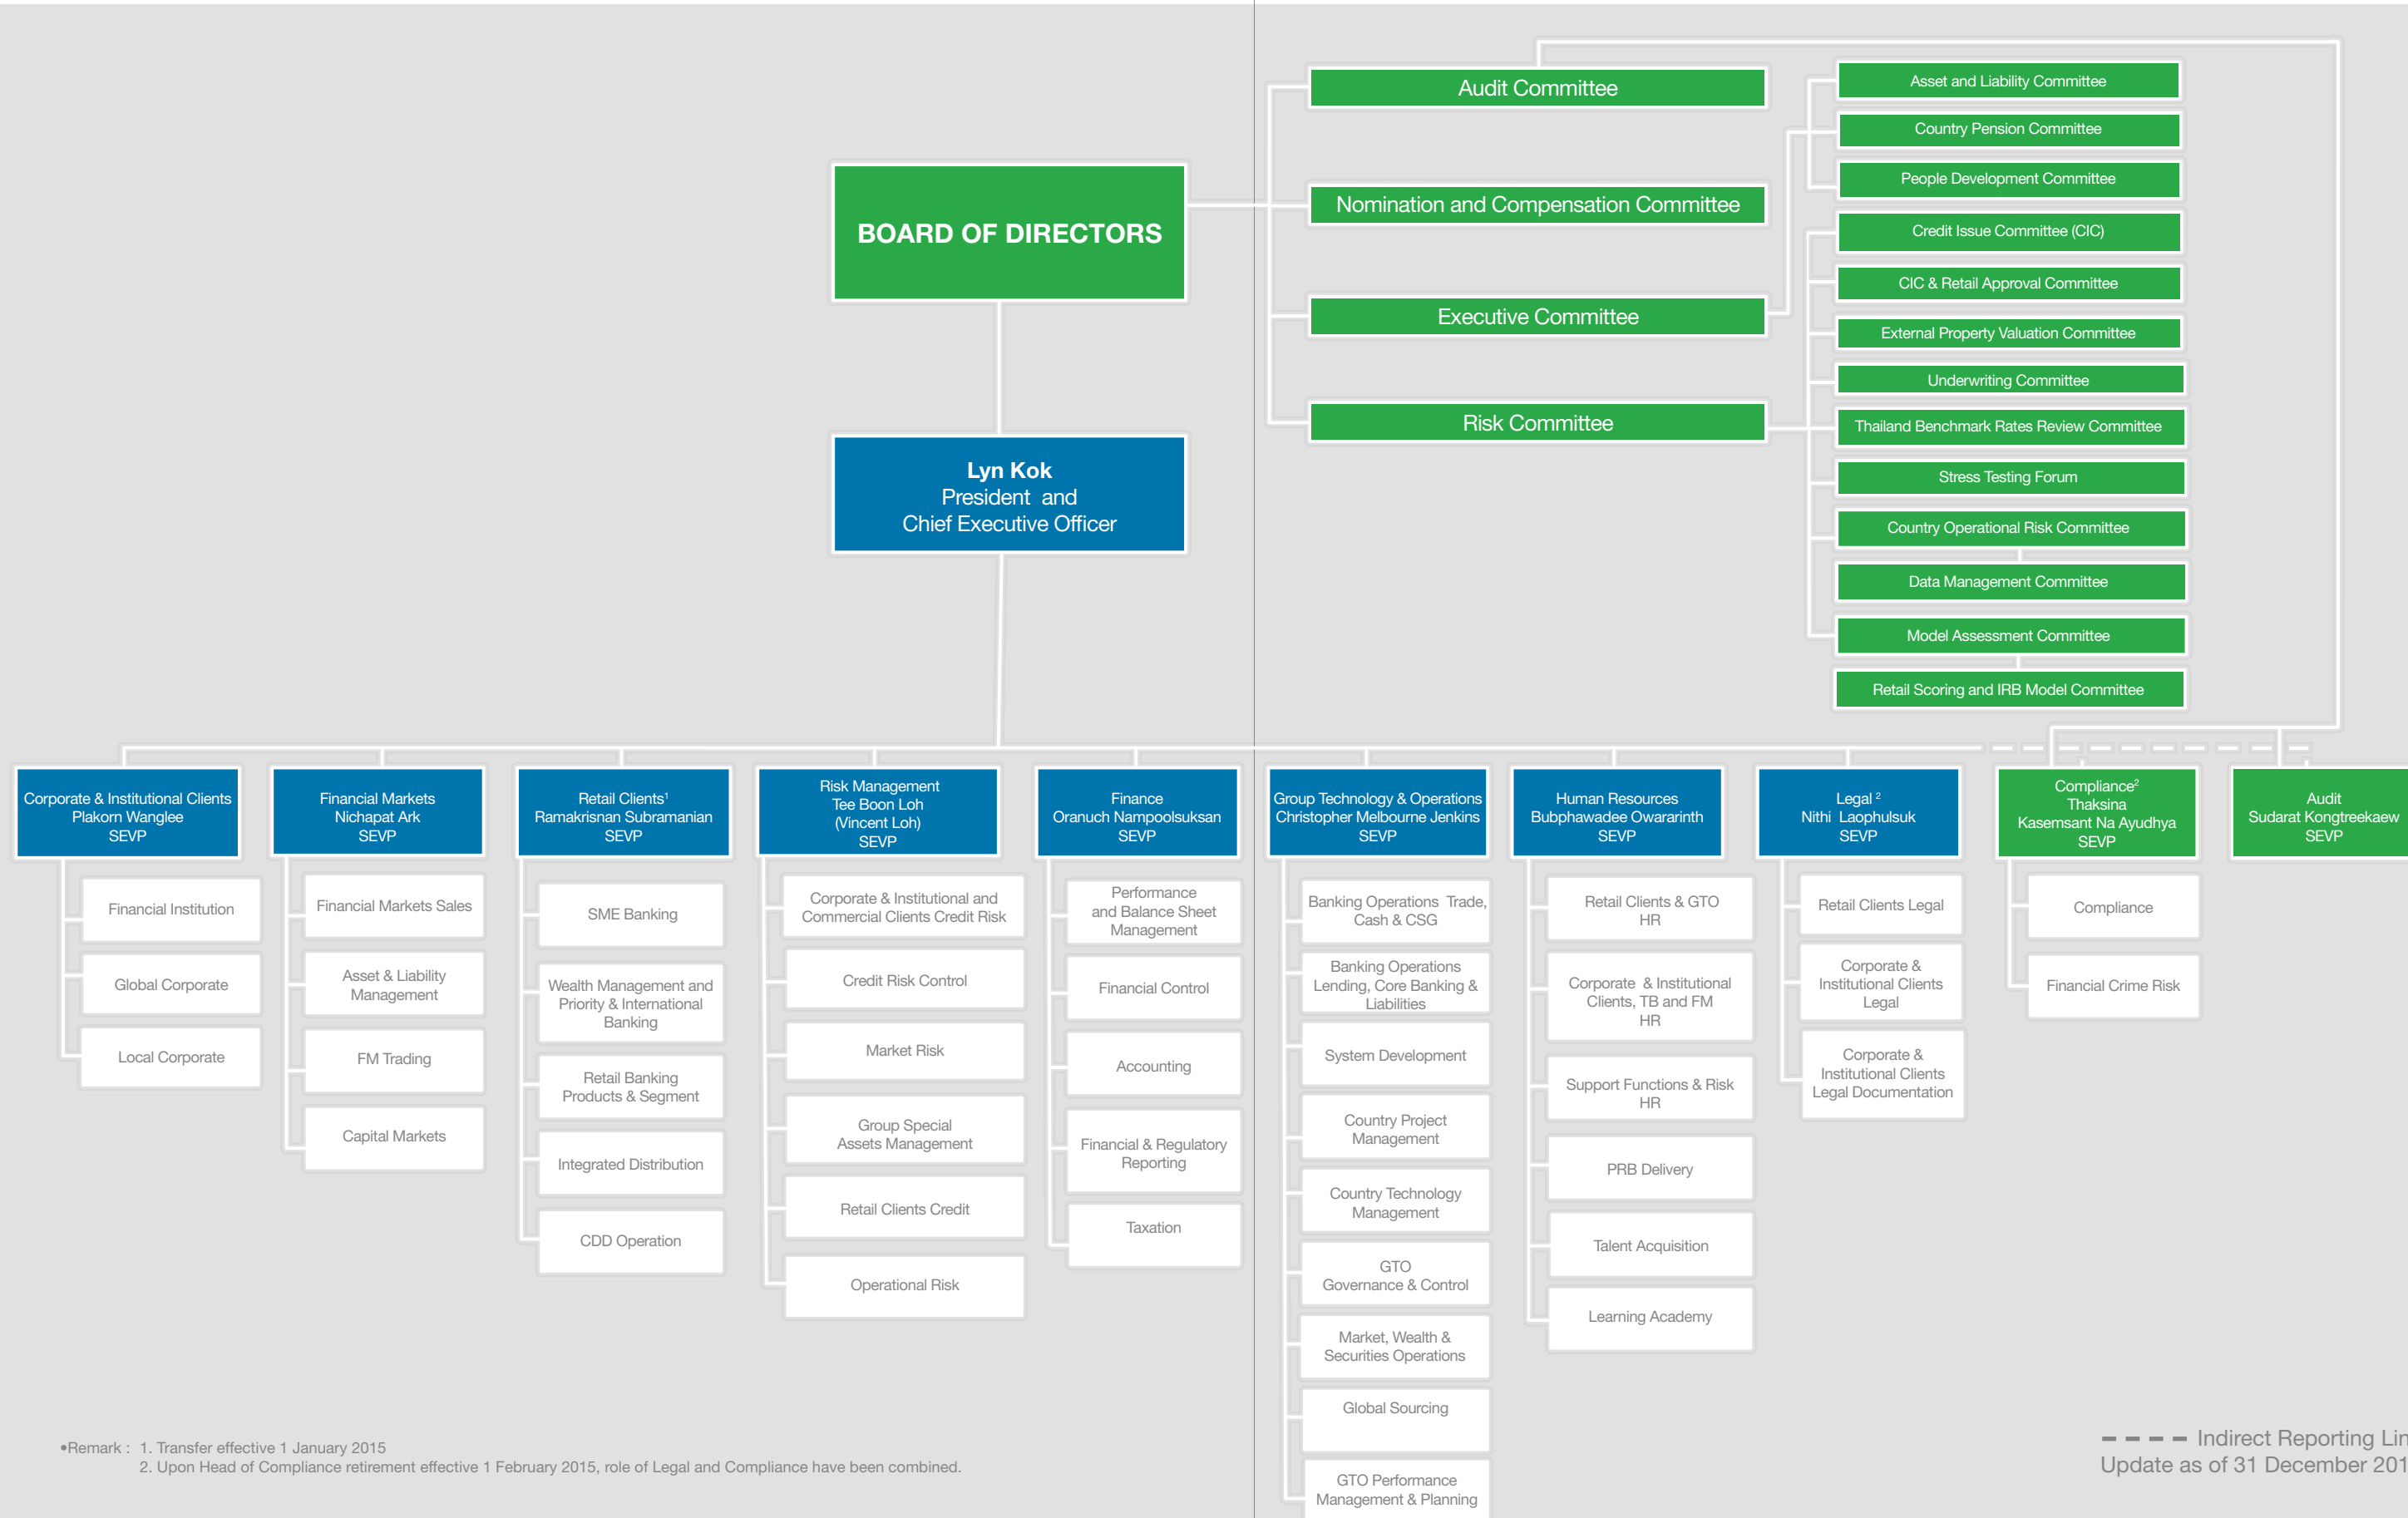 Audit Committee
Nomination and Compensation Committee
Executive Committee
Risk Committee
Asset and Liability Committee
Country Pension Committee
People Development Committee
Credit Issue Committee (CIC)
CIC & Retail Approval Committee
External Property Valuation Committee
Underwriting Committee
Thailand Benchmark Rates Review Committee
Stress Testing Forum
Country Operational Risk Committee
Data Management Committee
Model Assessment Committee
Retail Scoring and IRB Model Committee
BOARD OF DIRECTORS
Lyn Kok
President and
Chief Executive Officer
Corporate & Institutional Clients
Plakorn Wanglee
SEVP
Financial Institution
Global Corporate
Local Corporate
Financial Markets
Nichapat Ark
SEVP
Financial Markets Sales
Asset & Liability
Management
FM Trading
Capital Markets
Retail Clients¹
Ramakrisnan Subramanian
SEVP
SME Banking
Wealth Management and
Priority & International
Banking
Retail Banking
Products & Segment
Integrated Distribution
CDD Operation
Risk Management
Tee Boon Loh
(Vincent Loh)
SEVP
Corporate & Institutional and
Commercial Clients Credit Risk
Credit Risk Control
Market Risk
Group Special
Assets Management
Retail Clients Credit
Operational Risk
Finance
Oranuch Nampoolsuksan
SEVP
Performance
and Balance Sheet
Management
Financial Control
Accounting
Financial & Regulatory
Reporting
Taxation
Group Technology & Operations
Christopher Melbourne Jenkins
SEVP
Banking Operations Trade,
Cash & CSG
Banking Operations
Lending, Core Banking &
Liabilities
System Development
Country Project
Management
Country Technology
Management
GTO
Governance & Control
Market, Wealth &
Securities Operations
Global Sourcing
GTO Performance
Management & Planning
Human Resources
Bubphawadee Owararinth
SEVP
Retail Clients & GTO
HR
Corporate & Institutional
Clients, TB and FM
HR
Support Functions & Risk
HR
PRB Delivery
Talent Acquisition
Learning Academy
Legal ²
Nithi Laophulsuk
SEVP
Retail Clients Legal
Corporate &
Institutional Clients
Legal
Corporate &
Institutional Clients
Legal Documentation
Compliance²
Thaksina
Kasemsant Na Ayudhya
SEVP
Compliance
Financial Crime Risk
Audit
Sudarat Kongtreekaew
SEVP
•Remark : 1. Transfer effective 1 January 2015
2. Upon Head of Compliance retirement effective 1 February 2015, role of Legal and Compliance have been combined.
Indirect Reporting Lin
Update as of 31 December 201